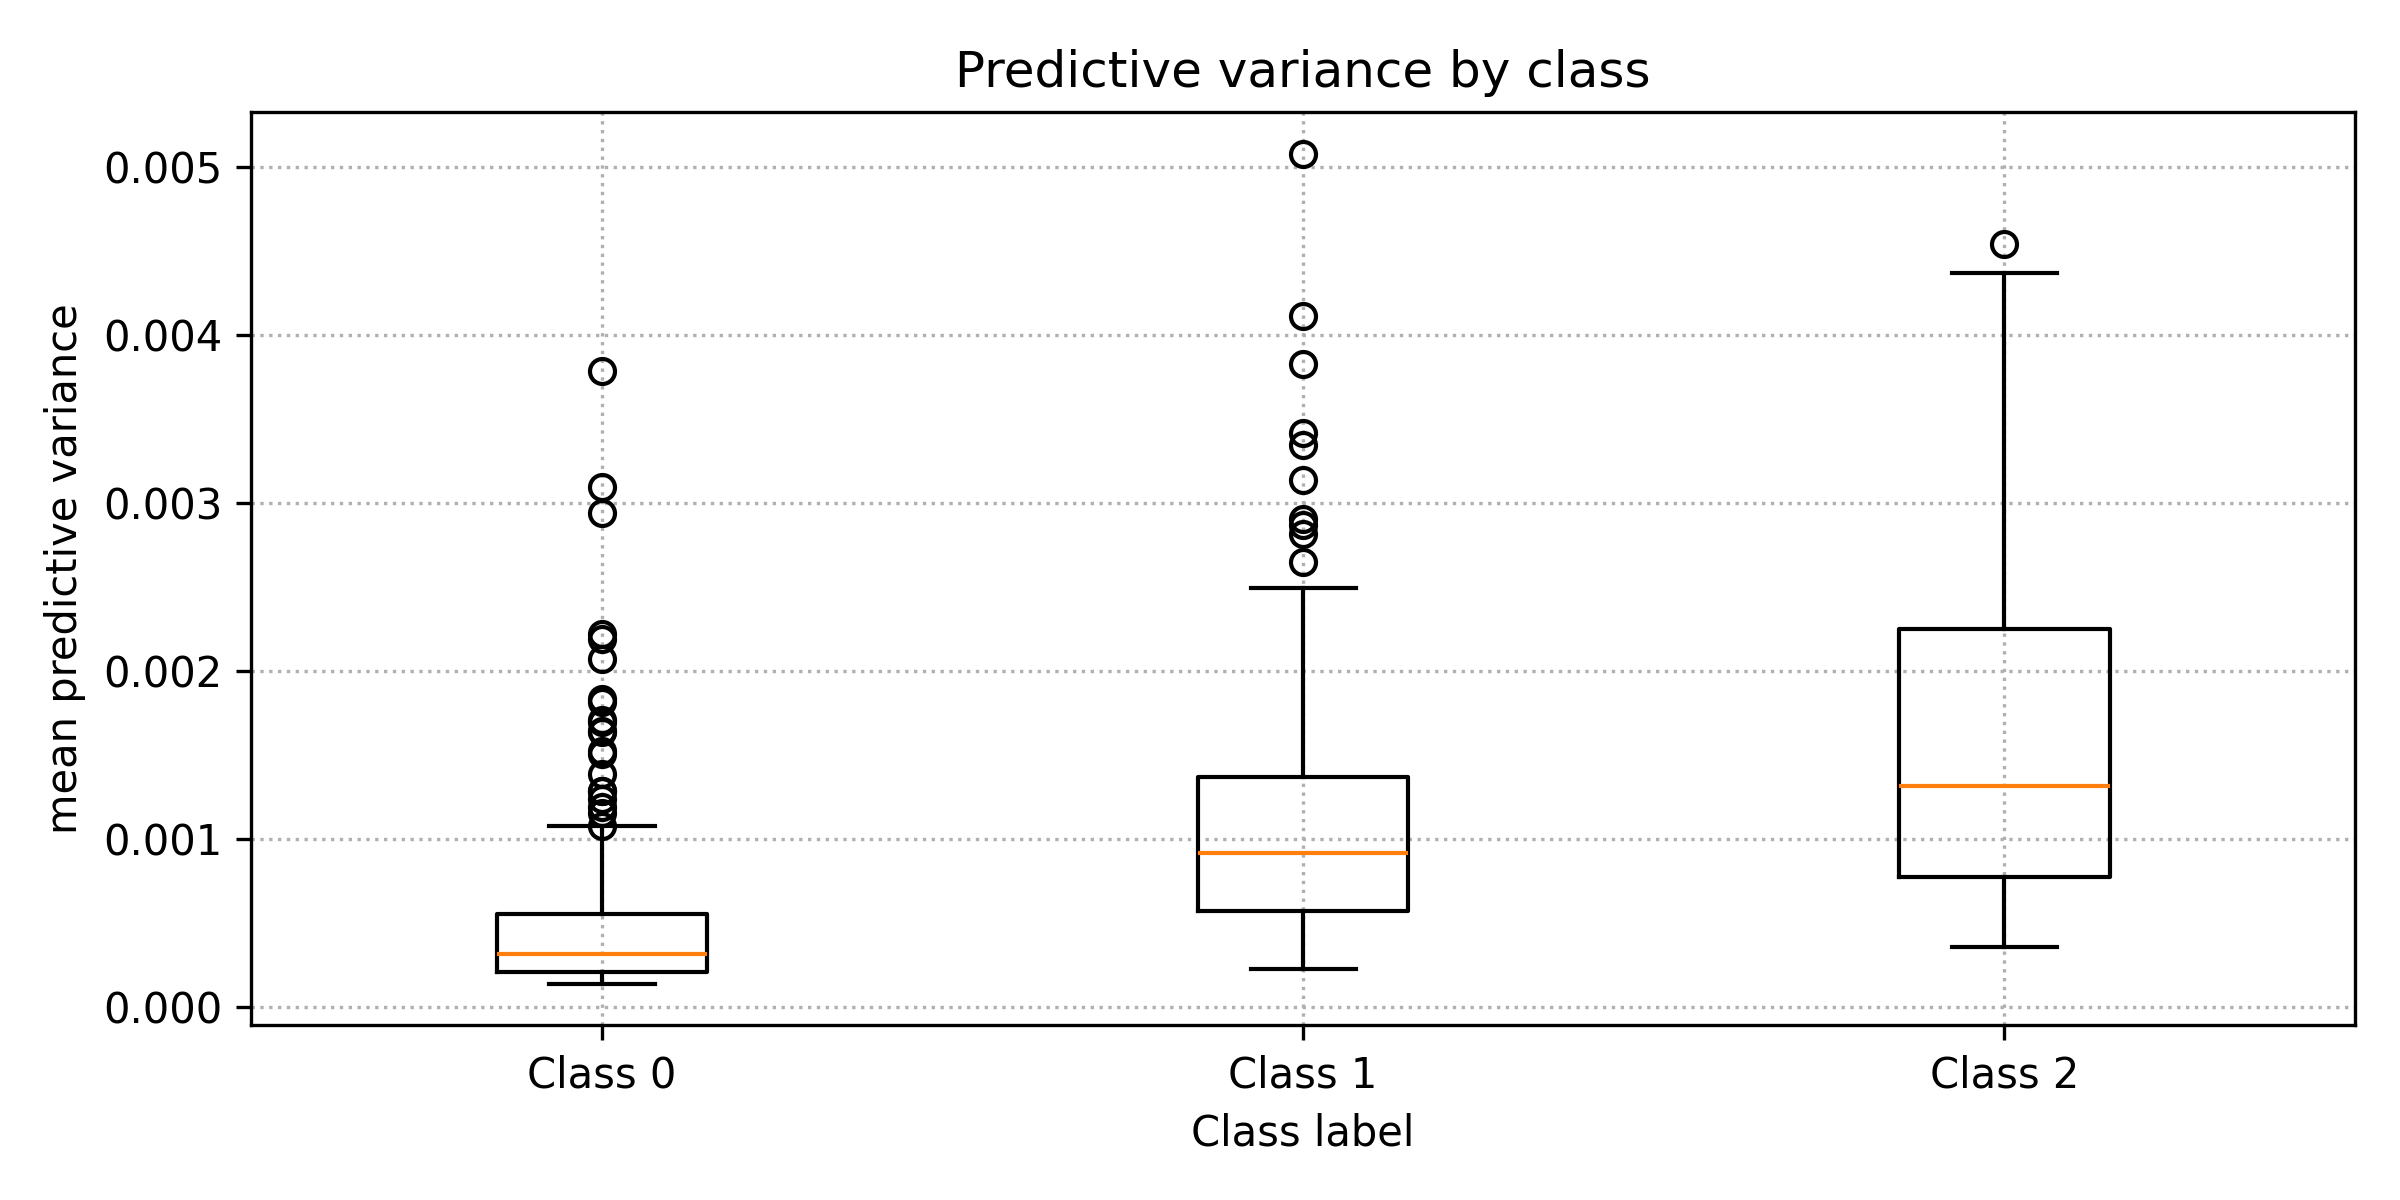 Predictive variance by class
mean predictive variance
0.005
0.004
0.003
0.002
0.001
0.000
Class 0
Class 1
Class 2
Class label